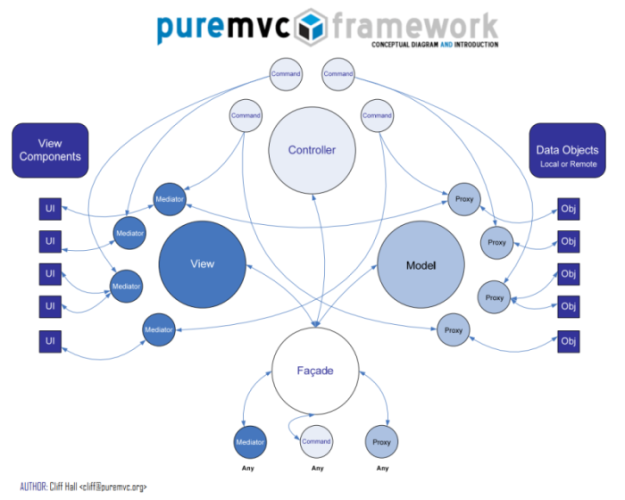 puremvc framework
CONCEPTUAL DIAGRAM AND INTRODUCTION
Command
Command
Command
Command
View
Components
Controller
Data Objects
Local or Remote
UI
UI
UI
UI
UI
Mediator
Mediator
Mediator
Mediator
View
Model
Proxy
Proxy
Proxy
Proxy
Obj
Obj
Obj
Obj
Obj
Façade
Mediator
Command
Proxy
Any
Any
Any
AUTHOR: Cliff Hall <cliff@puremvc.org>